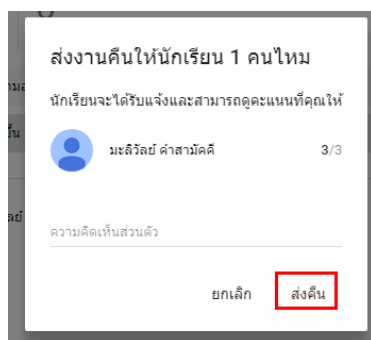 ส่งงานคืนให้นักเรียน 1 คนไหม
นักเรียนจะได้รับแจ้งและสามารถดูคะแนนที่คุณให้
มะลิวัลย์ ค่าสามัคคี 3/3
ความคิดเห็นส่วนตัว
ยกเลิก ส่งคืน